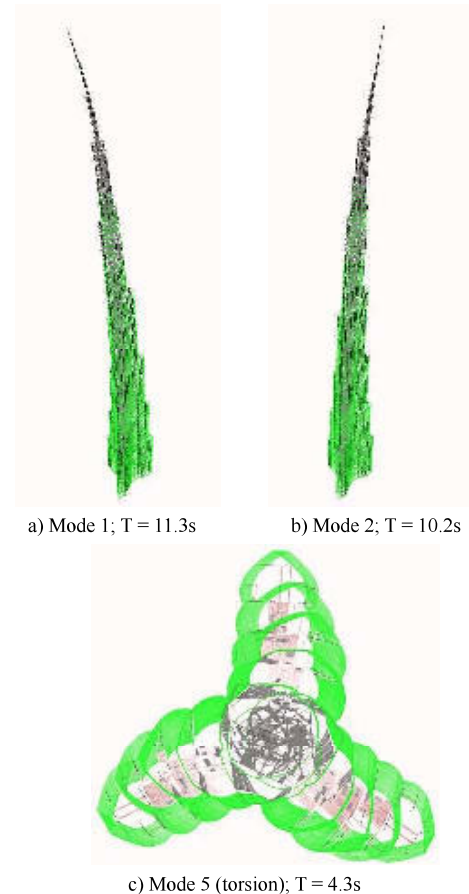 a) Mode 1; T = 11.3s
b) Mode 2; T = 10.2s
c) Mode 5 (torsion); T = 4.3s